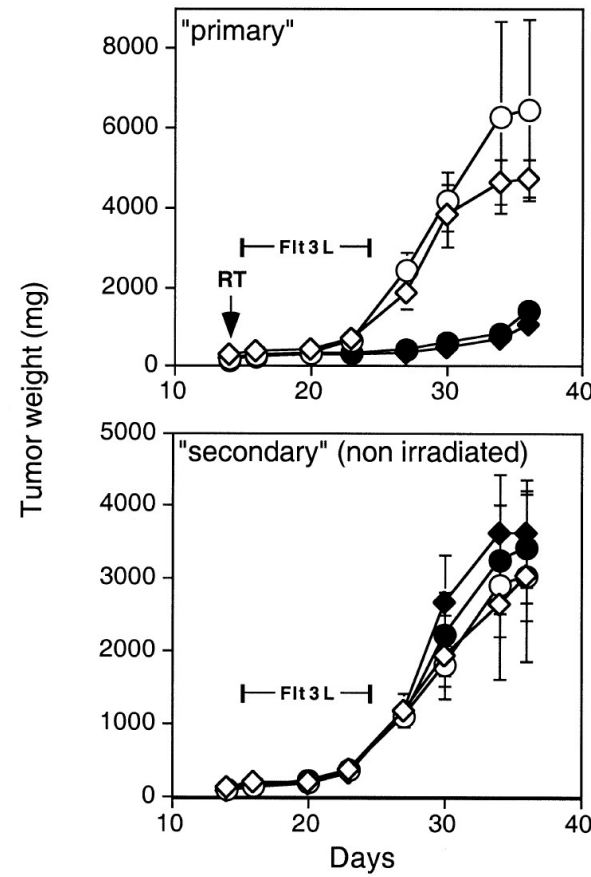 Tumor weight (mg)
"primary"
8000
6000
4000
2000
0
Flt3L
RT
10
20
30
40
"secondary" (non irradiated)
5000
4000
3000
2000
1000
0
Flt3L
10
20
30
40
Days